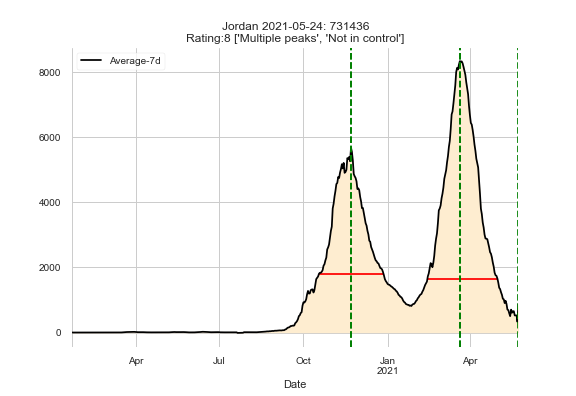 Jordan 2021-05-24: 731436
Rating:8 ['Multiple peaks', 'Not in control']
Average-7d
8000
6000
4000
2000
0
Apr Jul Oct Jan Apr
2021
Date